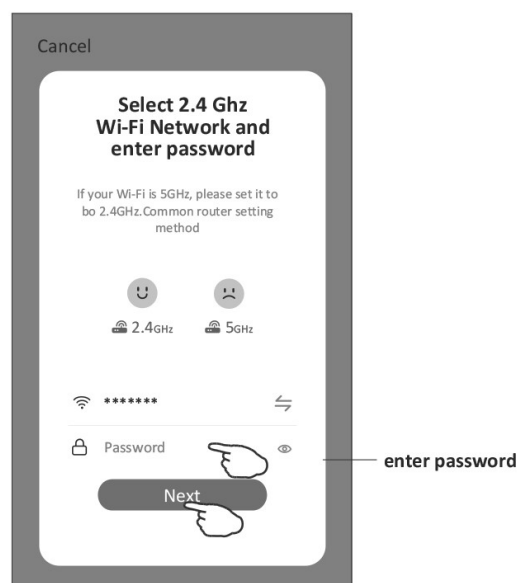 Cancel
Select 2.4 Ghz
Wi-Fi Network and
enter password
If your Wi-Fi is 5GHz, please set it to
bo 2.4GHz.Common router setting
method
2.4GHz 5GHz
*******
Password
enter password
Next